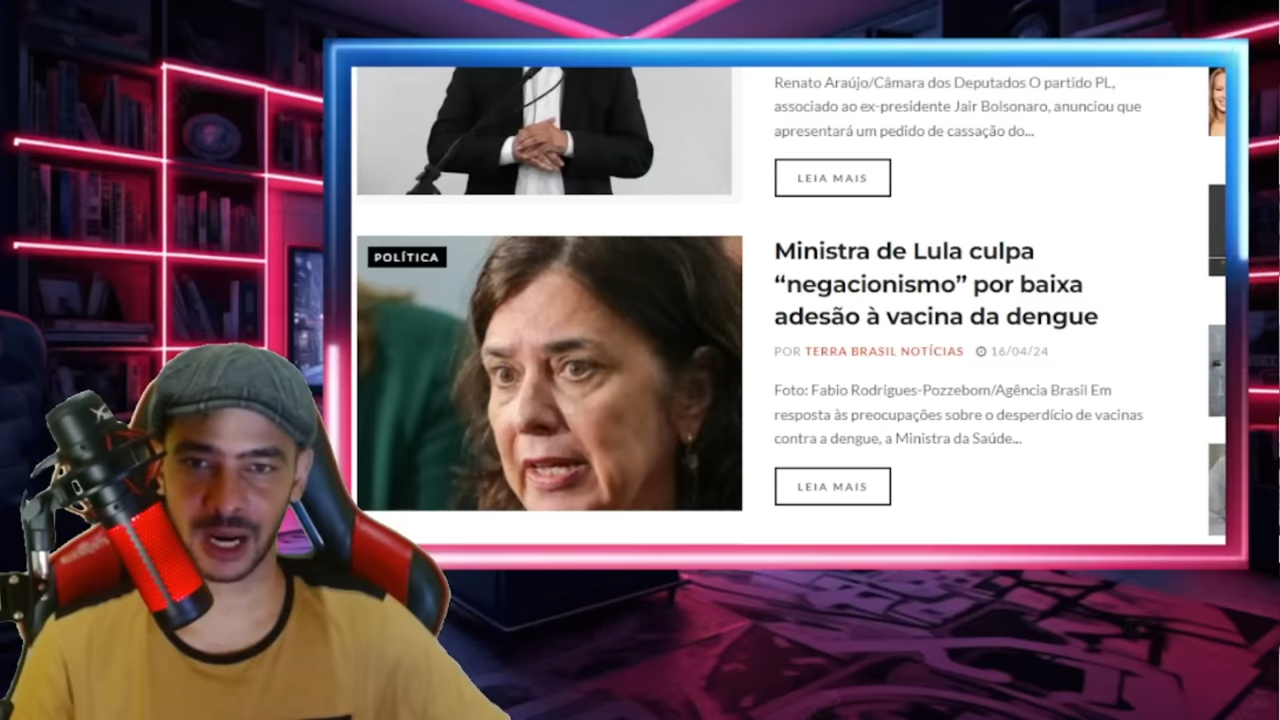 Renato Araújo/Câmara dos Deputados O partido PL,
associado ao ex-presidente Jair Bolsonaro, anunciou que
apresentará um pedido de cassação do...
LEIA MAIS
POLÍTICA
Ministra de Lula culpa
“negacionismo” por baixa
adesão à vacina da dengue
POR TERRA BRASIL NOTÍCIAS 16/04/24
Foto: Fabio Rodrigues-Pozzebom/Agência Brasil Em
resposta às preocupações sobre o desperdício de vacinas
contra a dengue, a Ministra da Saúde...
LEIA MAIS